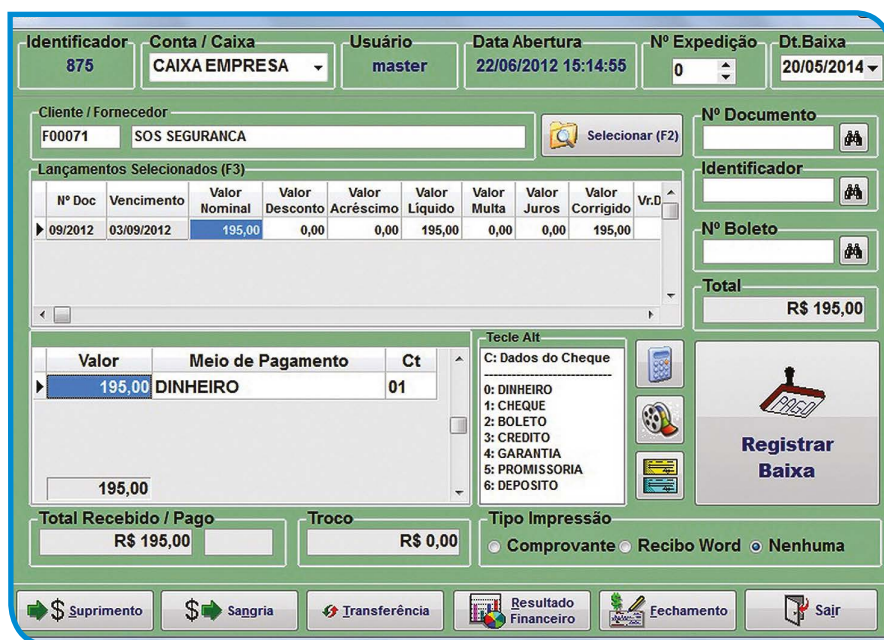 Identificador Conta / Caixa Usuário Data Abertura Nº Expedição Dt.Baixa
875 CAIXA EMPRESA master 22/06/2012 15:14:55 0 20/05/2014
Cliente / Fornecedor
F00071 SOS SEGURANCA Selecionar (F2)
Nº Documento
Identificador
Nº Boleto
Total
R$ 195,00
Lançamentos Selecionados (F3)
Nº Doc Vencimento Valor Nominal Valor Desconto Valor Acréscimo Valor Líquido Valor Multa Valor Juros Valor Corrigido Vr.D
09/2012 03/09/2012 195,00 0,00 0,00 195,00 0,00 0,00 195,00
Valor Meio de Pagamento Ct
195,00 DINHEIRO 01
195,00
Tecle Alt
C: Dados do Cheque
---------------------------
0: DINHEIRO
1: CHEQUE
2: BOLETO
3: CREDITO
4: GARANTIA
5: PROMISSORIA
6: DEPOSITO
PAGO
Registrar
Baixa
Total Recebido / Pago Troco Tipo Impressão
R$ 195,00 R$ 0,00 Comprovante Recibo Word Nenhuma
$ Suprimento $ Sangria Transferência Resultado Financeiro Fechamento Sair